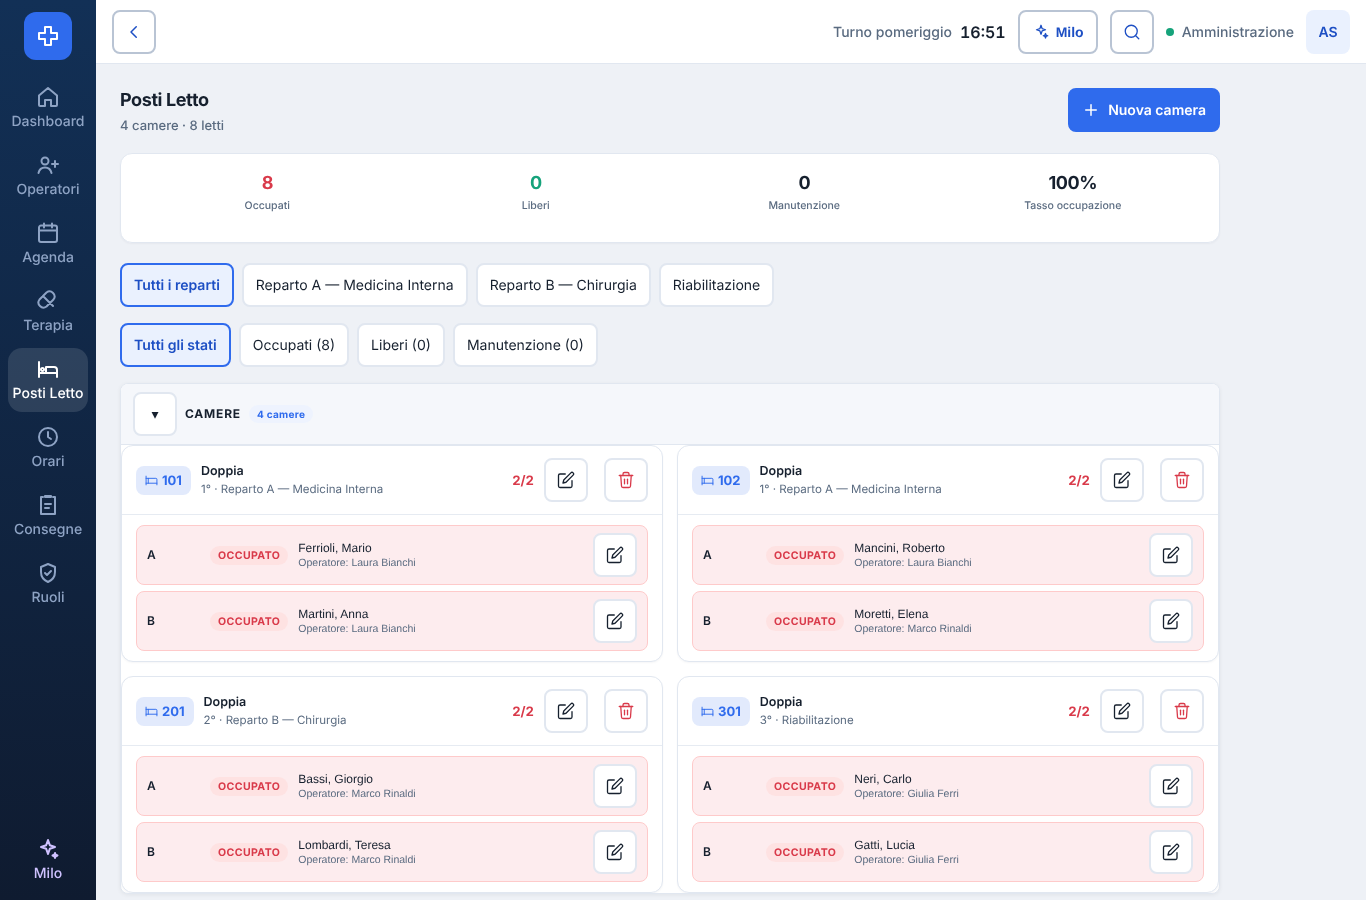 Turno pomeriggio 16:51 Milo Amministrazione AS
Dashboard
Operatori
Agenda
Terapia
Posti Letto
Orari
Consegne
Ruoli
Milo
Posti Letto
4 camere · 8 letti
Nuova camera
8 0 0 100%
Occupati Liberi Manutenzione Tasso occupazione
Tutti i reparti Reparto A — Medicina Interna Reparto B — Chirurgia Riabilitazione
Tutti gli stati Occupati (8) Liberi (0) Manutenzione (0)
▼ CAMERE 4 camere
101 Doppia 2/2
1° · Reparto A — Medicina Interna
A OCCUPATO Ferrioli, Mario
Operatore: Laura Bianchi
B OCCUPATO Martini, Anna
Operatore: Laura Bianchi
102 Doppia 2/2
1° · Reparto A — Medicina Interna
A OCCUPATO Mancini, Roberto
Operatore: Laura Bianchi
B OCCUPATO Moretti, Elena
Operatore: Marco Rinaldi
201 Doppia 2/2
2° · Reparto B — Chirurgia
A OCCUPATO Bassi, Giorgio
Operatore: Marco Rinaldi
B OCCUPATO Lombardi, Teresa
Operatore: Marco Rinaldi
301 Doppia 2/2
3° · Riabilitazione
A OCCUPATO Neri, Carlo
Operatore: Giulia Ferri
B OCCUPATO Gatti, Lucia
Operatore: Giulia Ferri